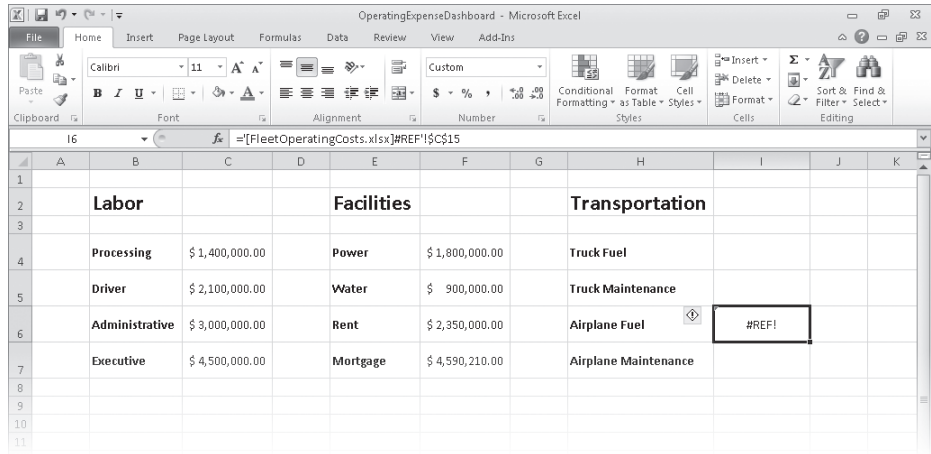 OperatingExpenseDashboard - Microsoft Excel
File Home Insert Page Layout Formulas Data Review View Add-Ins
Paste
Calibri 11
Custom
Conditional Formatting
Format as Table
Cell Styles
Insert
Delete
Format
Sort & Filter
Find & Select
Clipboard Font Alignment Number Styles Cells Editing
I6 fx ='[FleetOperatingCosts.xlsx]#REF'!$C$15
A B C D E F G H I J K
1
2 Labor Facilities Transportation
3
4 Processing $ 1,400,000.00 Power $ 1,800,000.00 Truck Fuel
5 Driver $ 2,100,000.00 Water $ 900,000.00 Truck Maintenance
6 Administrative $ 3,000,000.00 Rent $ 2,350,000.00 Airplane Fuel #REF!
7 Executive $ 4,500,000.00 Mortgage $ 4,590,210.00 Airplane Maintenance
8
9
10
11